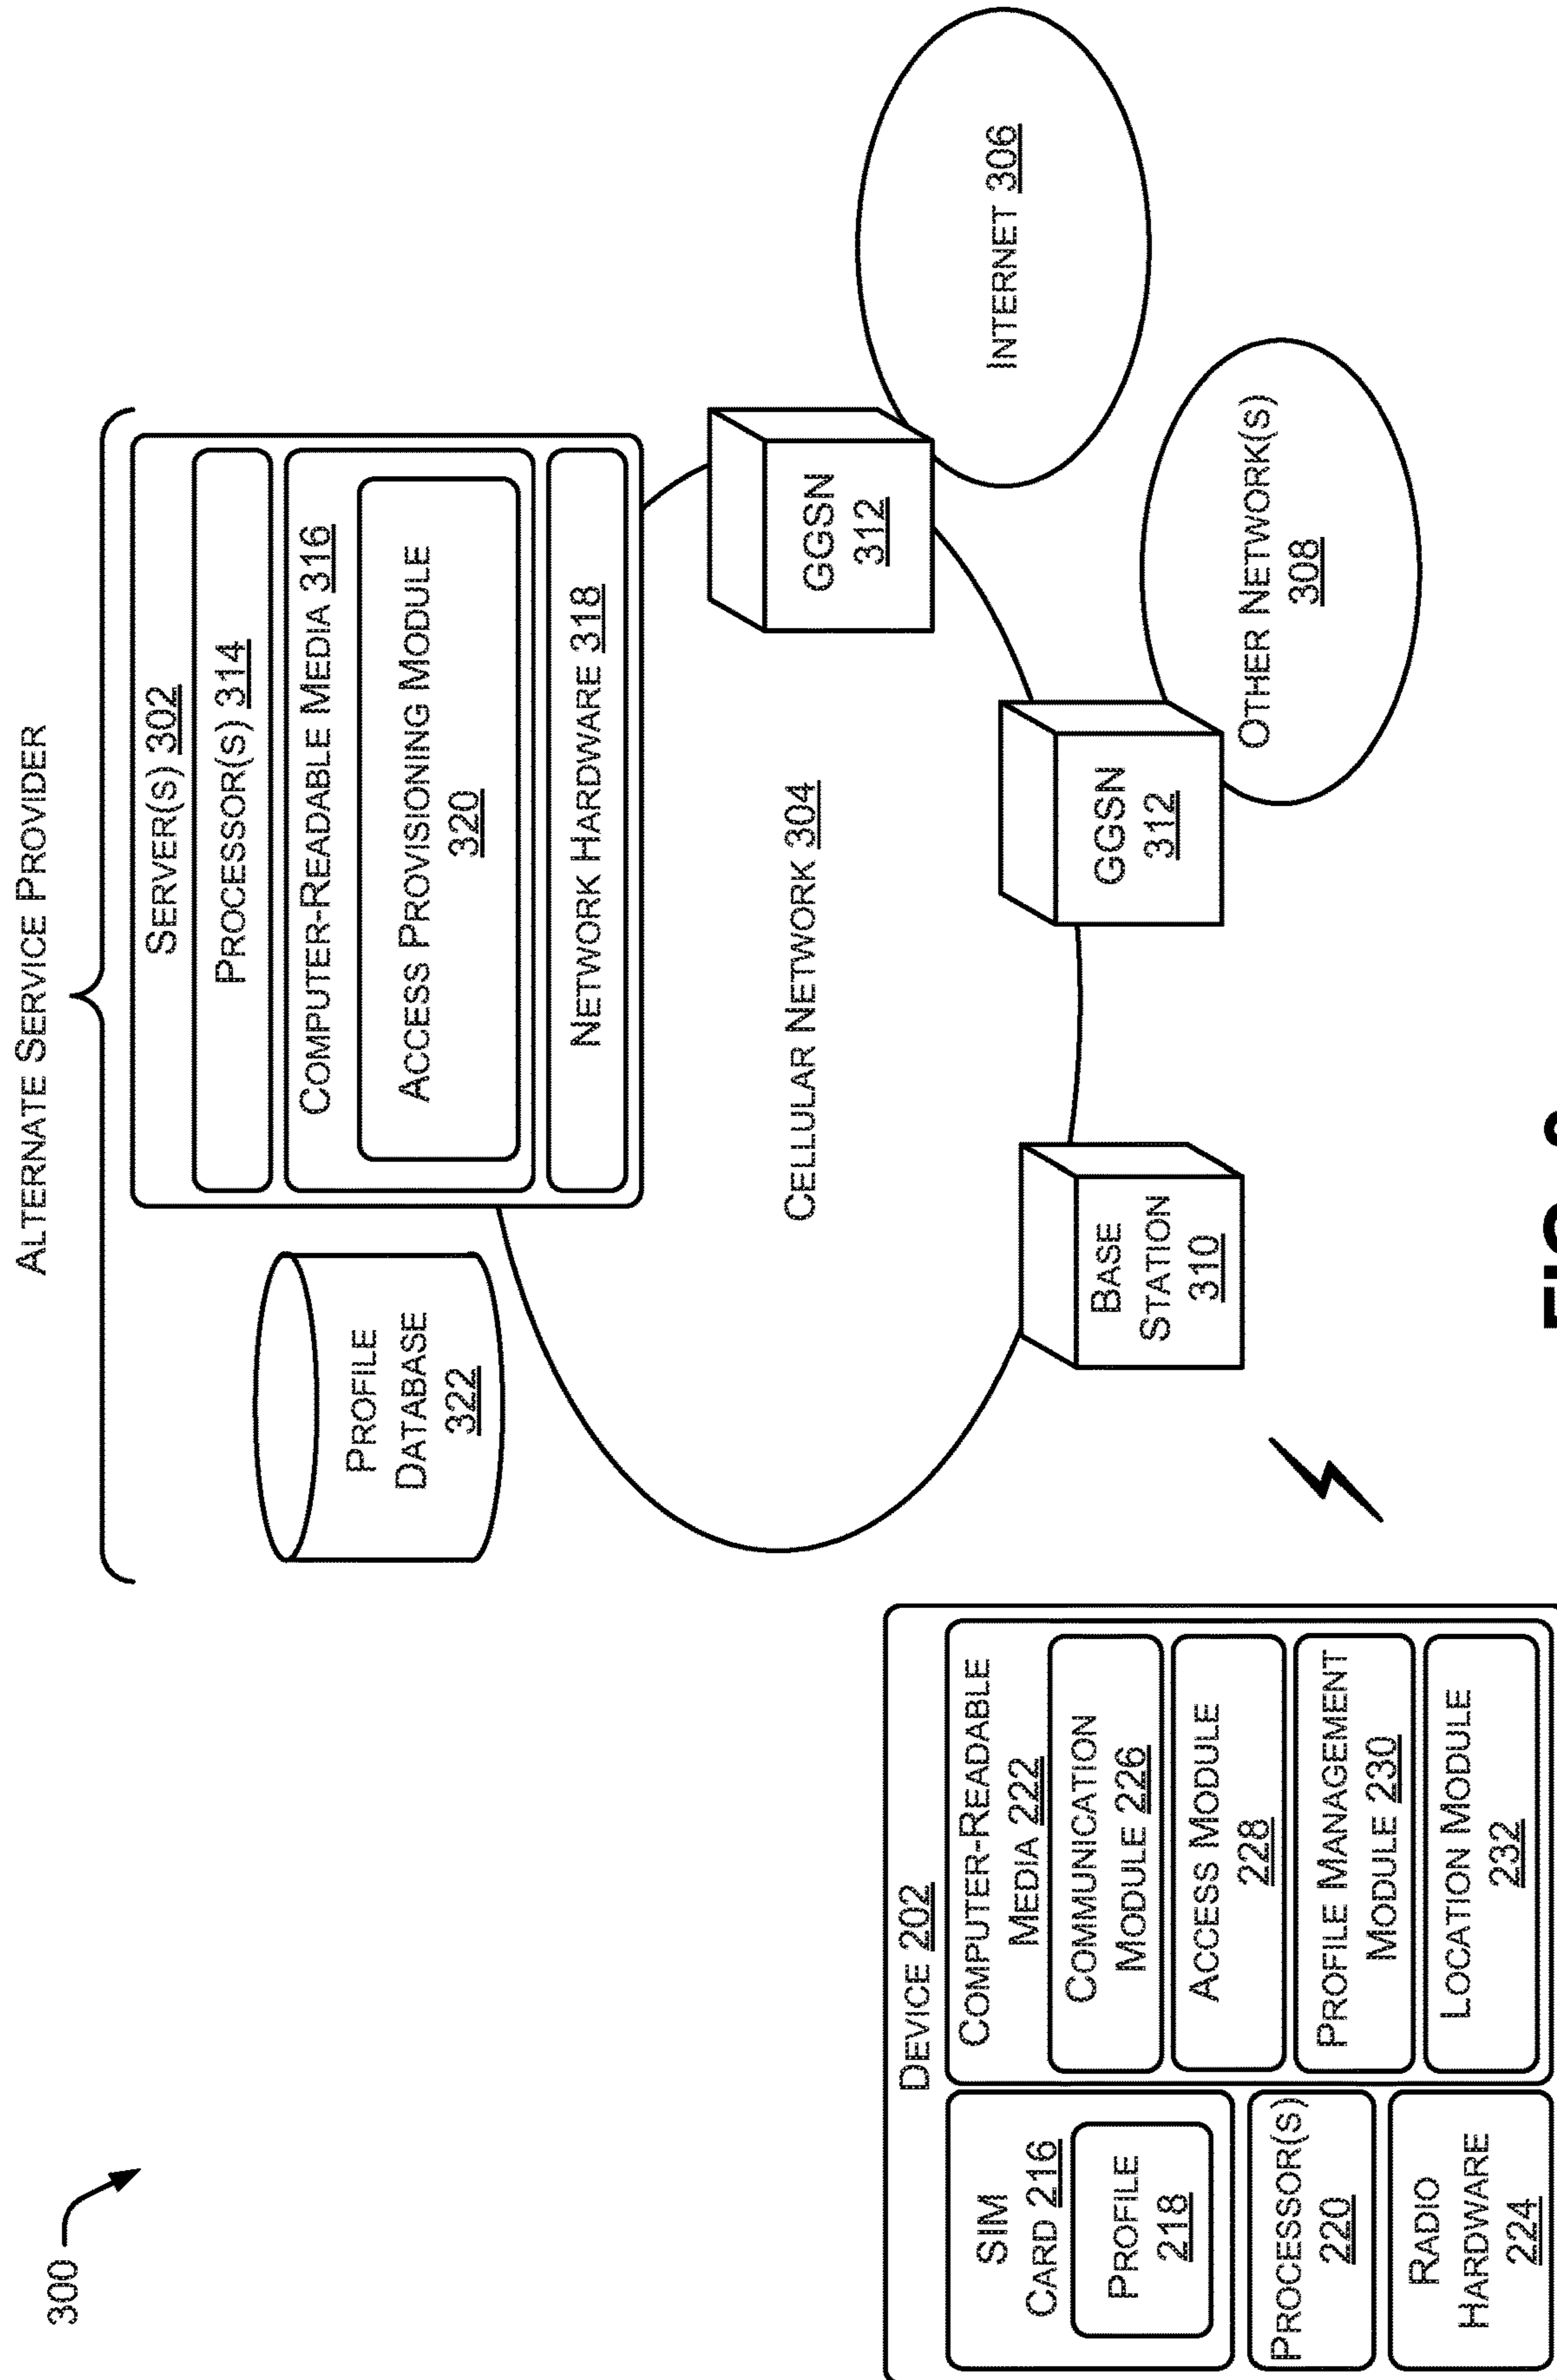 300
ALTERNATE SERVICE PROVIDER
PROFILE
DATABASE
322
SERVER(S) 302
PROCESSOR(S) 314
COMPUTER-READABLE MEDIA 316
ACCESS PROVISIONING MODULE
320
NETWORK HARDWARE 318
CELLULAR NETWORK 304
GGSN
312
INTERNET 306
GGSN
312
OTHER NETWORK(S)
308
BASE
STATION
310
DEVICE 202
SIM
CARD 216
PROFILE
218
PROCESSOR(S)
220
RADIO
HARDWARE
224
COMPUTER-READABLE
MEDIA 222
COMMUNICATION
MODULE 226
ACCESS MODULE
228
PROFILE MANAGEMENT
MODULE 230
LOCATION MODULE
232
FIG.